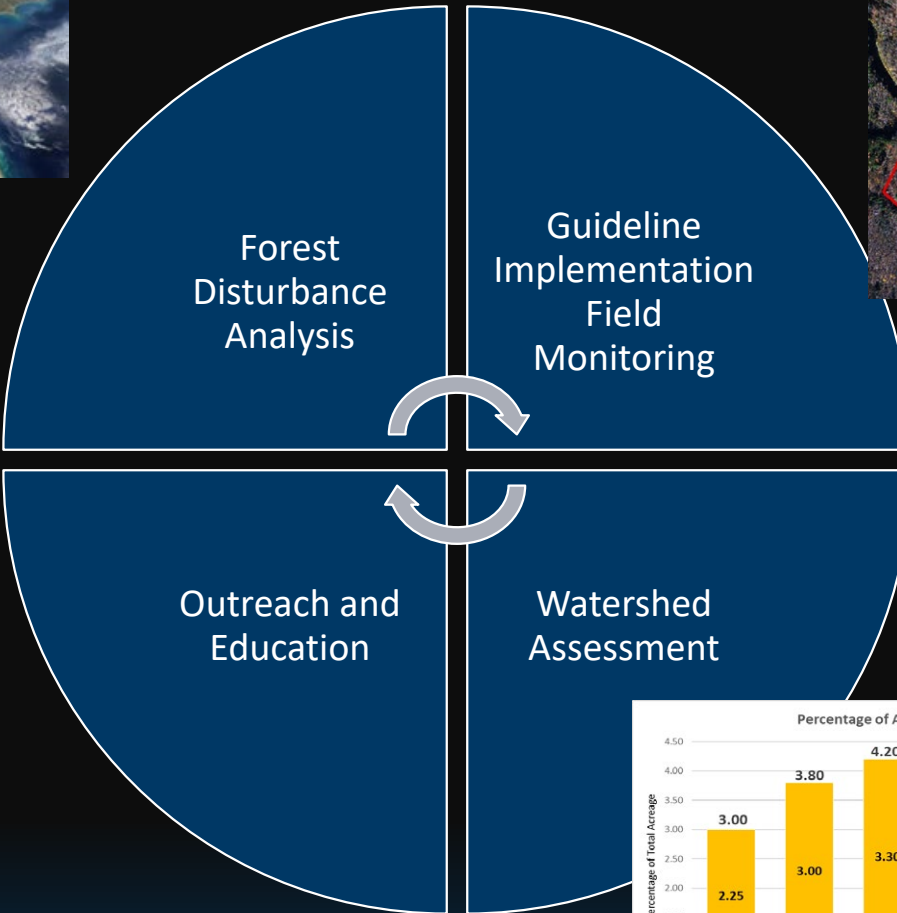 Forest
Disturbance
Analysis
Guideline
Implementation
Field
Monitoring
Outreach and
Education
Watershed
Assessment
Percentage of
4.50
4.00
3.50
3.00
2.50
2.00
Percentage of Total Acreage
3.00
3.80
4.20
2.25
3.00
3.30